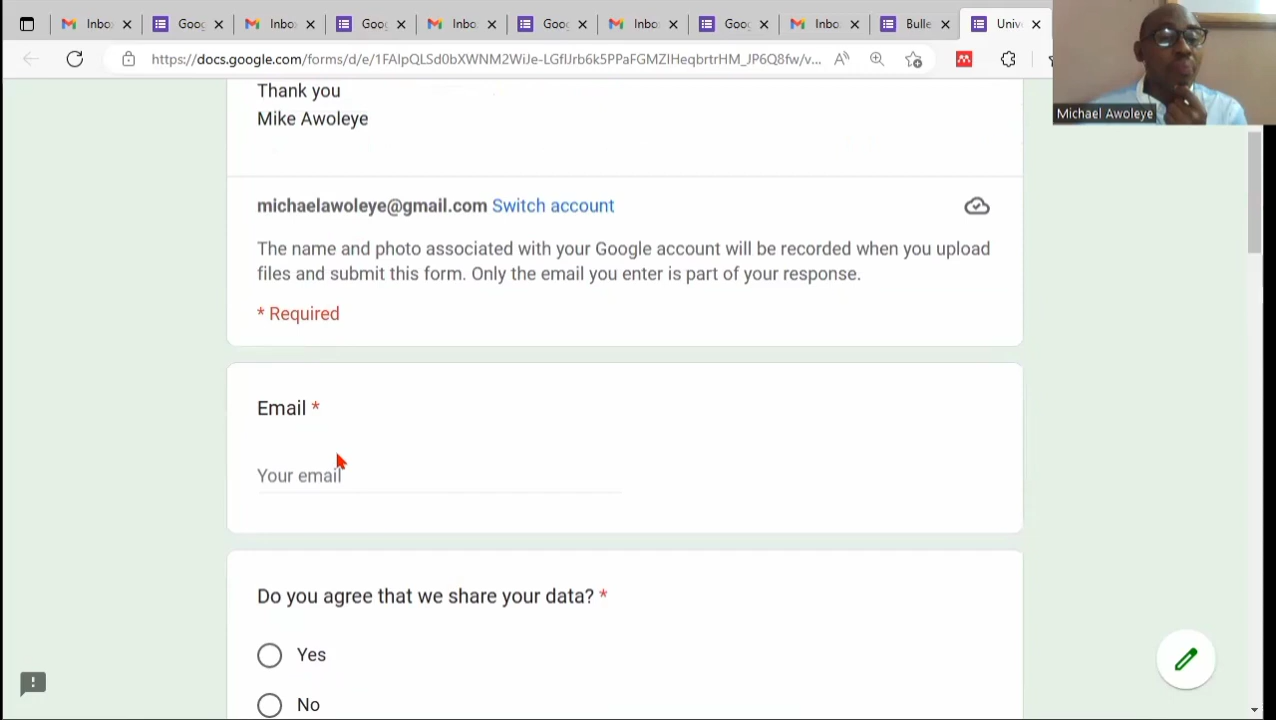 Inbo
Goo
Inbo
Goo
Inbo
Goo
Inbo
Goo
Inbo
Bulle
Univ
https://docs.google.com/forms/d/e/
Thank you
Mike Awoleye
Michael Awoleye
michaelawoleye@gmail.com Switch account
The name and photo associated with your Google account will be recorded when you upload
files and submit this form. Only the email you enter is part of your response.
* Required
Email *
Your email
Do you agree that we share your data? *
Yes
No